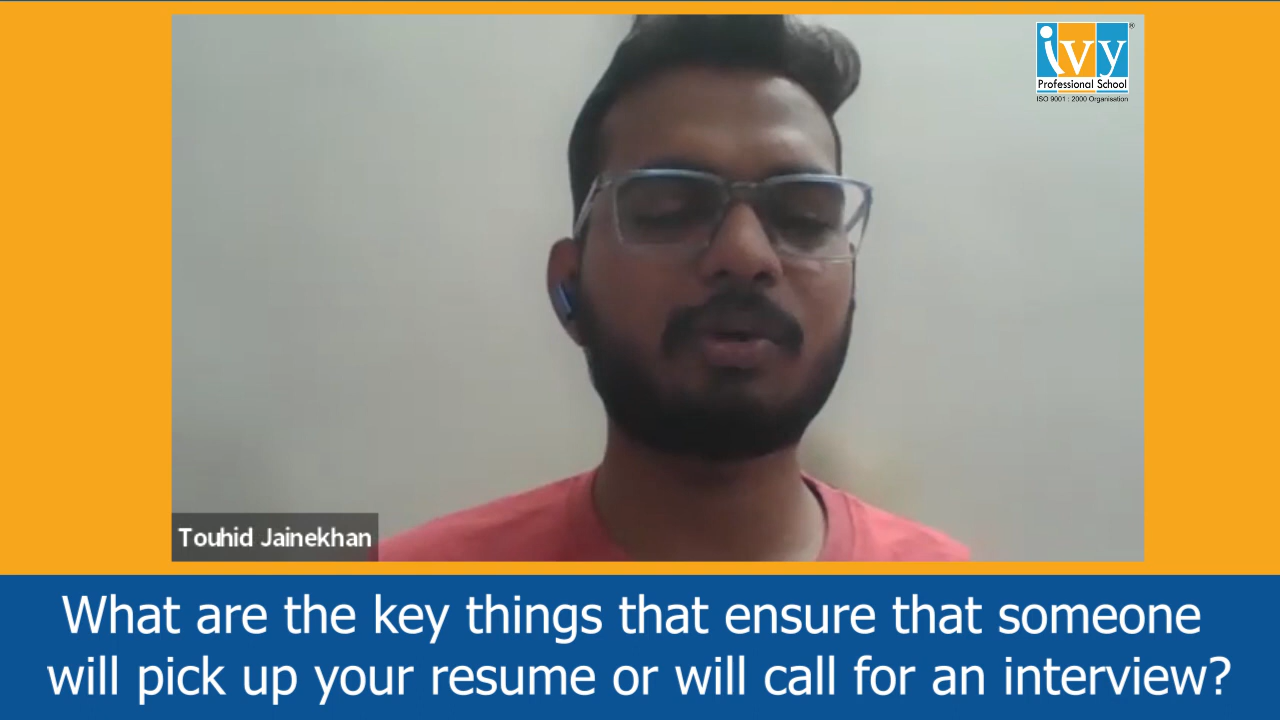 ivy®
Professional School
ISO 9001 : 2000 Organisation
Touhid Jainekhan
What are the key things that ensure that someone
will pick up your resume or will call for an interview?